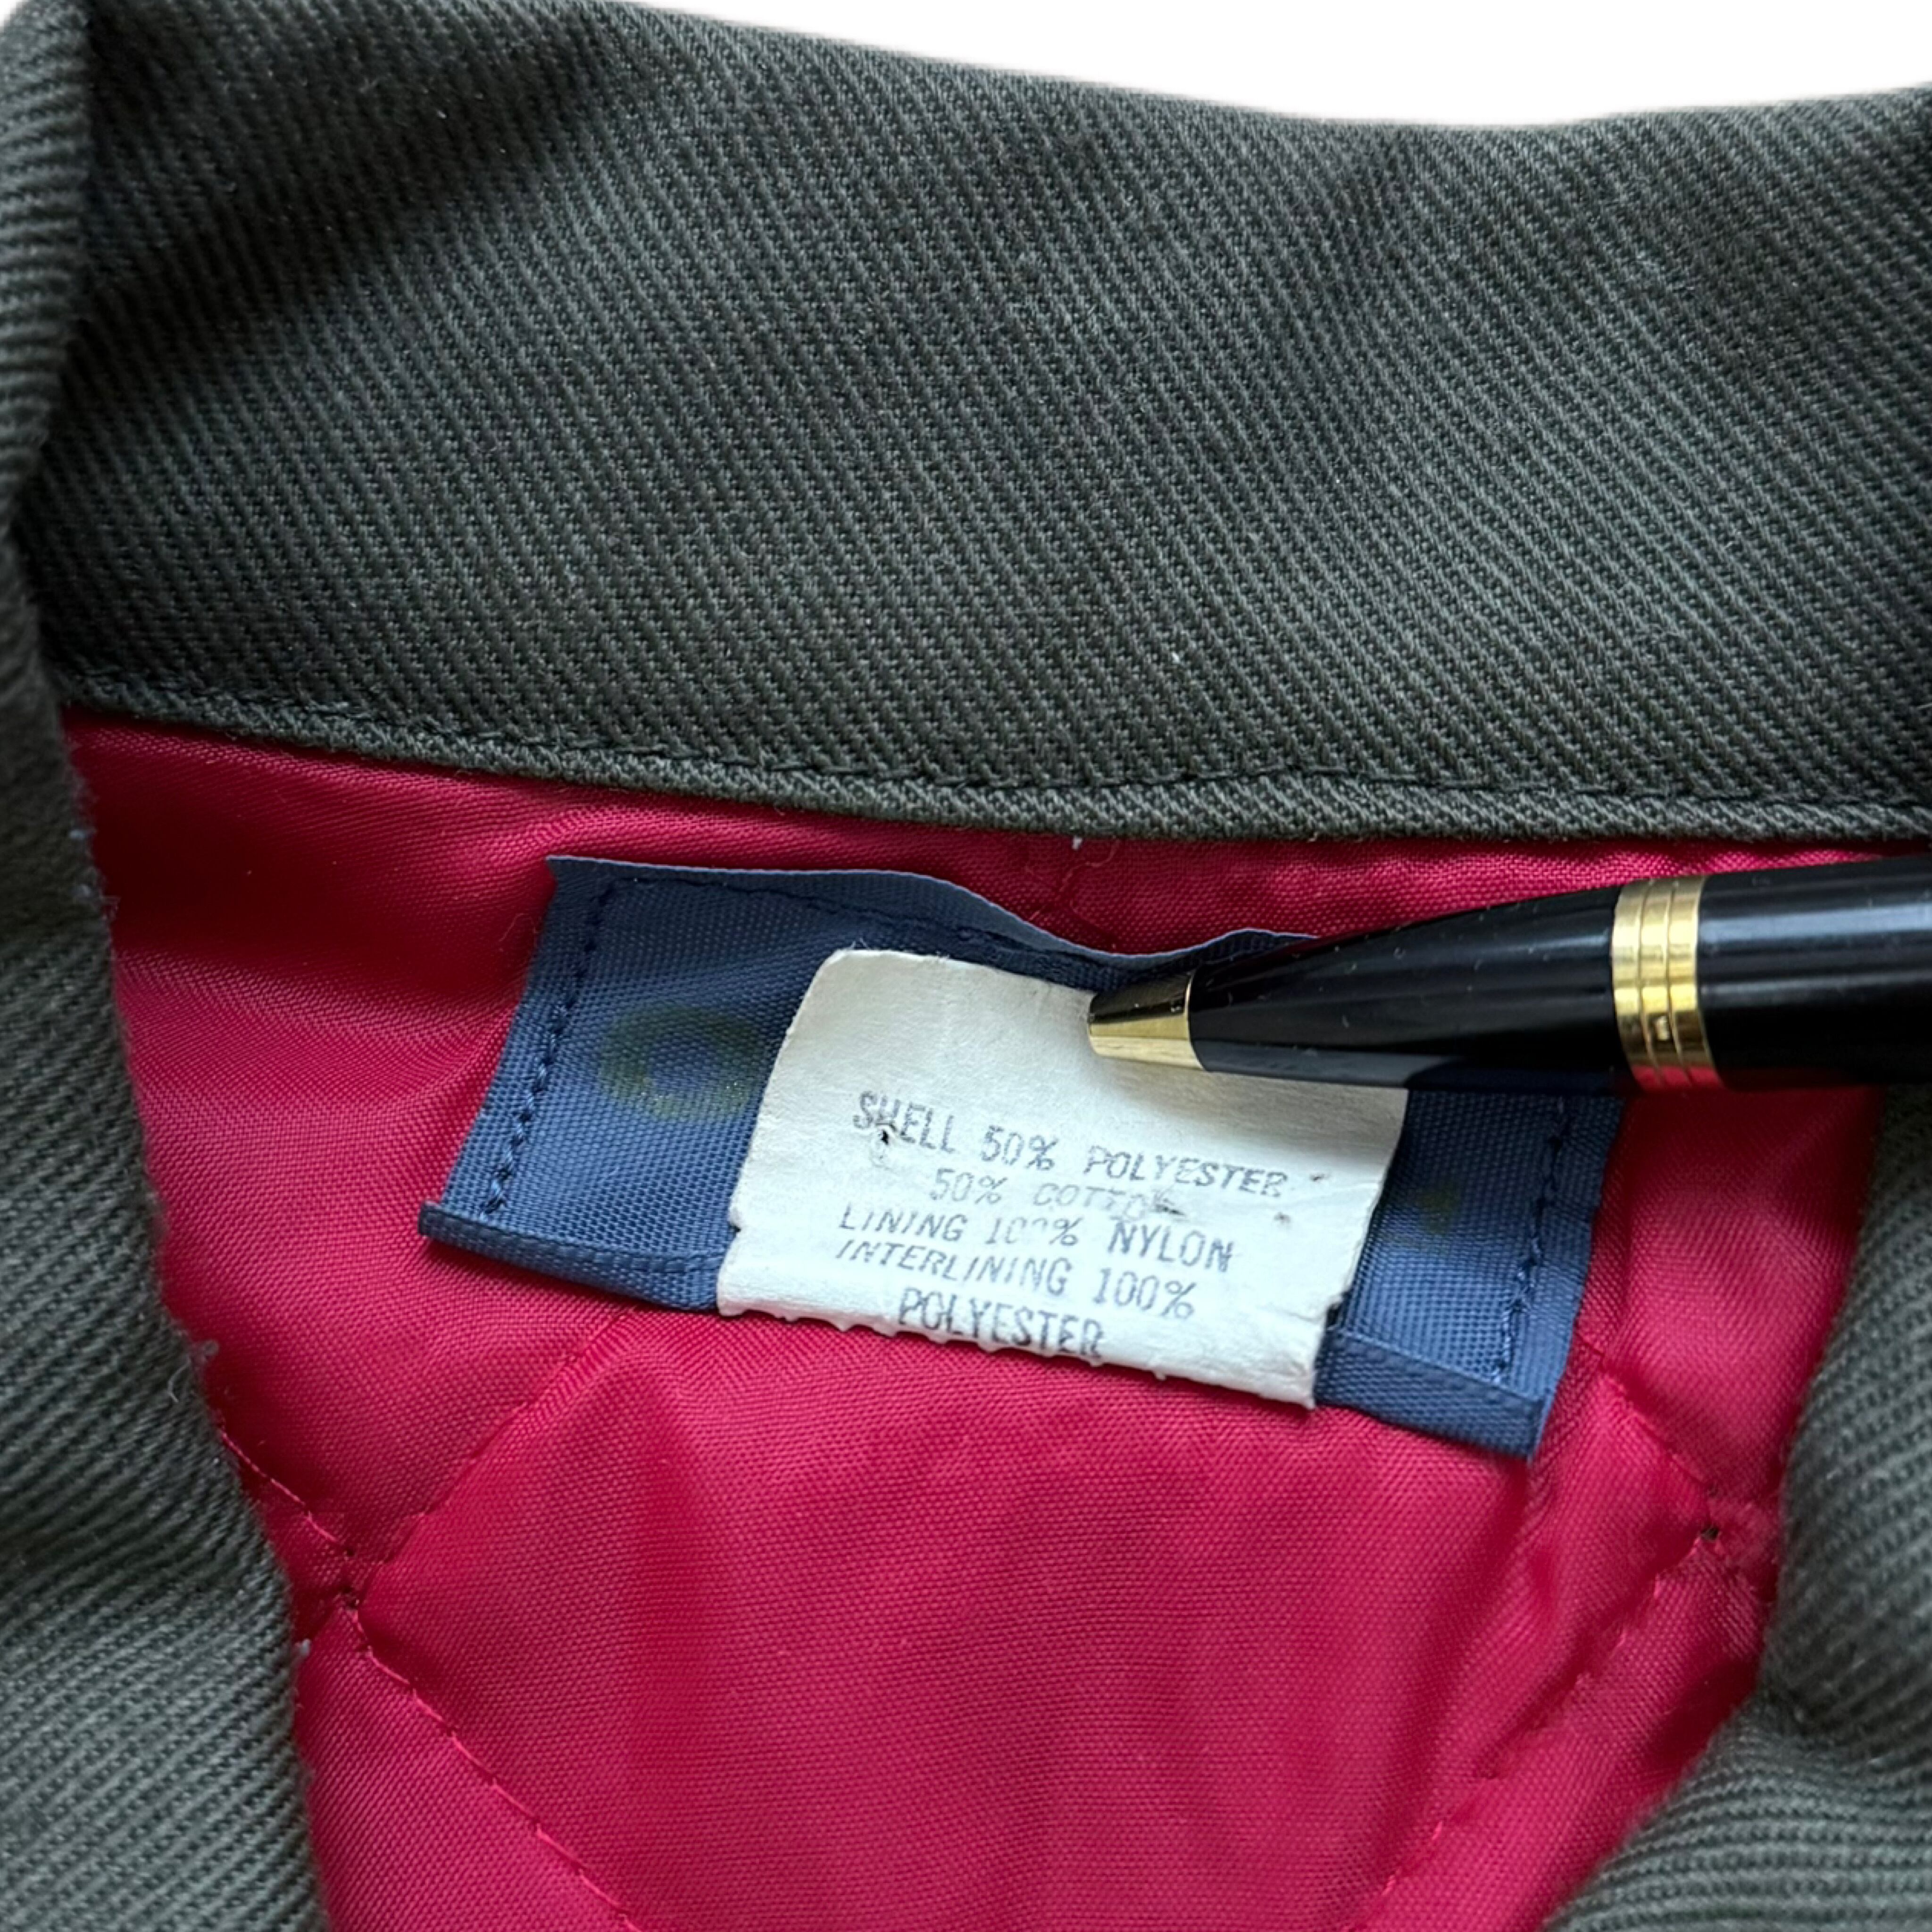 SHELL 50% POLYESTER
50% COTTON
LINING 100% NYLON
INTERLINING 100%
POLYESTER